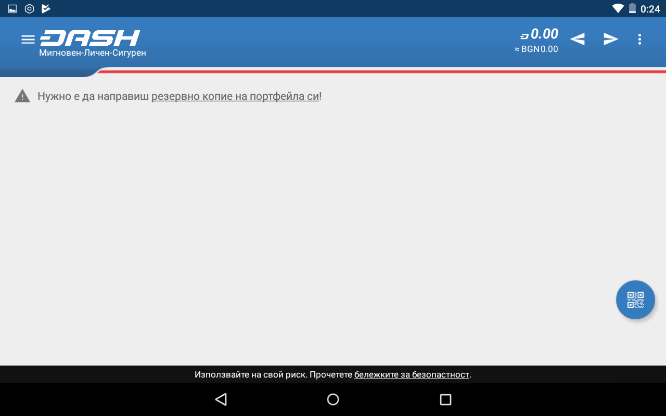 0:24
DASH
Мигновен·Личен·Сигурен
0.00
≈ BGN 0.00
Нужно е да направиш резервно копие на портфейла си!
Използвайте на свой риск. Прочетете бележките за безопастност.